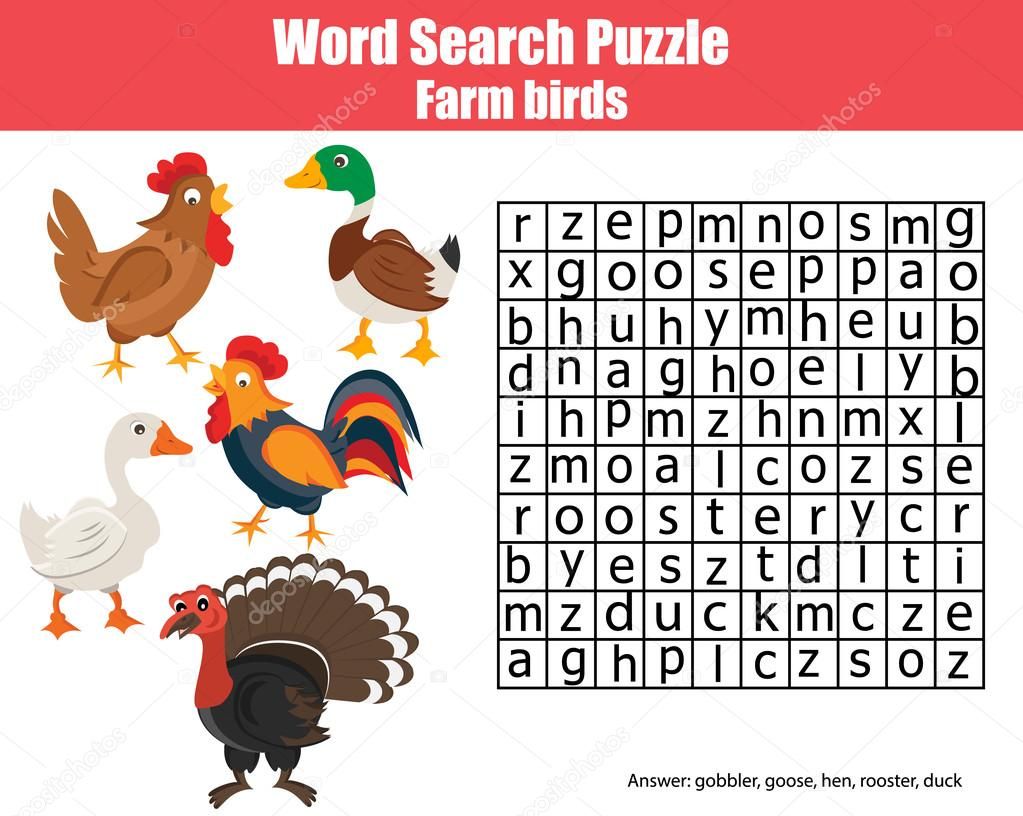 Word Search Puzzle
Farm birds
r z e p m n o s m g
x g o o s e p p a o
b h u h y m h e u b
d n a g h o e l y b
i h p m z h n m x l
z m o a l c o z s e
r o o s t e r y c r
b y e s z t d l t i
m z d u c k m c z e
a g h p l c z s o z
Answer: gobbler, goose, hen, rooster, duck
depositphotos